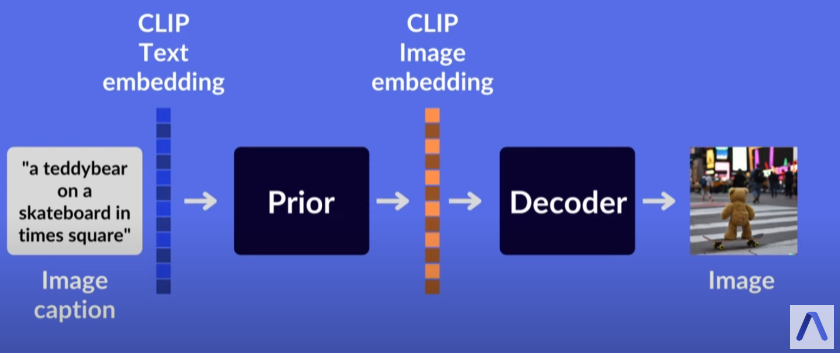 CLIP
Text
embedding
CLIP
Image
embedding
"a teddybear
on a
skateboard in
times square"
Prior
Decoder
Image
caption
Image